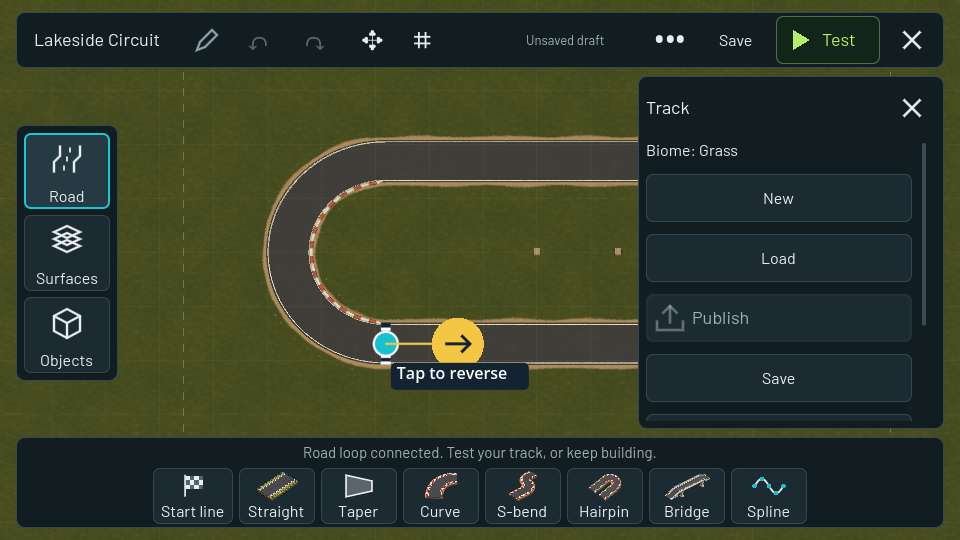 Lakeside Circuit
Unsaved draft
Save
Test
Track
Biome: Grass
New
Load
Publish
Save
Road
Surfaces
Objects
Tap to reverse
Road loop connected. Test your track, or keep building.
Start line
Straight
Taper
Curve
S-bend
Hairpin
Bridge
Spline